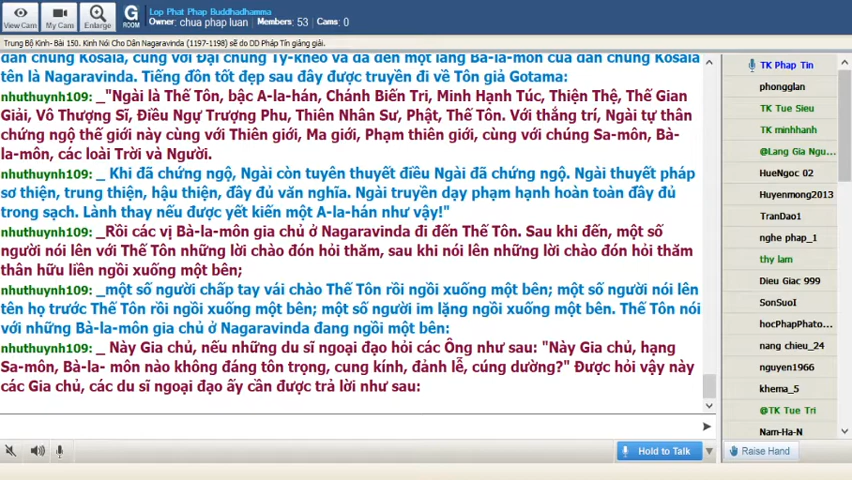 View Cam
My Cams
Enlarge
G
ROOM
Lop Phat Phap Buddhadhamma
Owner: chua phap luan Members: 53 Cams: 0
Trung Bộ Kinh- Bài 150. Kinh Nói Cho Dân Nagaravinda (1197-1198) sẽ do DD Pháp Tín giảng giải.
dân chúng Kosala, cùng với Đại chúng Tỷ-kheo và đã đến một làng Bà-la-môn của dân chúng Kosala
tên là Nagaravinda. Tiếng đồn tốt đẹp sau đây được truyền đi về Tôn giả Gotama:
nhuthuynh109: _"Ngài là Thế Tôn, bậc A-la-hán, Chánh Biến Tri, Minh Hạnh Túc, Thiện Thệ, Thế Gian
Giải, Vô Thượng Sĩ, Điều Ngự Trượng Phu, Thiên Nhân Sư, Phật, Thế Tôn. Với thắng trí, Ngài tự thân
chứng ngộ thế giới này cùng với Thiên giới, Ma giới, Phạm thiên giới, cùng với chúng Sa-môn, Bà-
la-môn, các loài Trời và Người.
nhuthuynh109: _ Khi đã chứng ngộ, Ngài còn tuyên thuyết điều Ngài đã chứng ngộ. Ngài thuyết pháp
sơ thiện, trung thiện, hậu thiện, đầy đủ văn nghĩa. Ngài truyền dạy phạm hạnh hoàn toàn đầy đủ
trong sạch. Lành thay nếu được yết kiến một A-la-hán như vậy!"
nhuthuynh109: _Rồi các vị Bà-la-môn gia chủ ở Nagaravinda đi đến Thế Tôn. Sau khi đến, một số
người nói lên với Thế Tôn những lời chào đón hỏi thăm, sau khi nói lên những lời chào đón hỏi thăm
thân hữu liền ngồi xuống một bên;
nhuthuynh109: _một số người chấp tay vái chào Thế Tôn rồi ngồi xuống một bên; một số người nói lên
tên họ trước Thế Tôn rồi ngồi xuống một bên; một số người im lặng ngồi xuống một bên. Thế Tôn nói
với những Bà-la-môn gia chủ ở Nagaravinda đang ngồi một bên:
nhuthuynh109: _ Này Gia chủ, nếu những du sĩ ngoại đạo hỏi các Ông như sau: "Này Gia chủ, hạng
Sa-môn, Bà-la- môn nào không đáng tôn trọng, cung kính, đảnh lễ, cúng dường?" Được hỏi vậy này
các Gia chủ, các du sĩ ngoại đạo ấy cần được trả lời như sau:
TK Phap Tin
phongglan
TK Tue Sieu
TK minhhanh
@Lang Gia Ngu...
HueNgoc 02
Huyenmong2013
TranDao1
nghe phap_1
thy lam
Dieu Giac 999
SonSuoI
hocPhapPhato...
nang chieu_24
nguyen1966
khema_5
@TK Tue Tri
Nam-Ha-N
Hold to Talk
Raise Hand